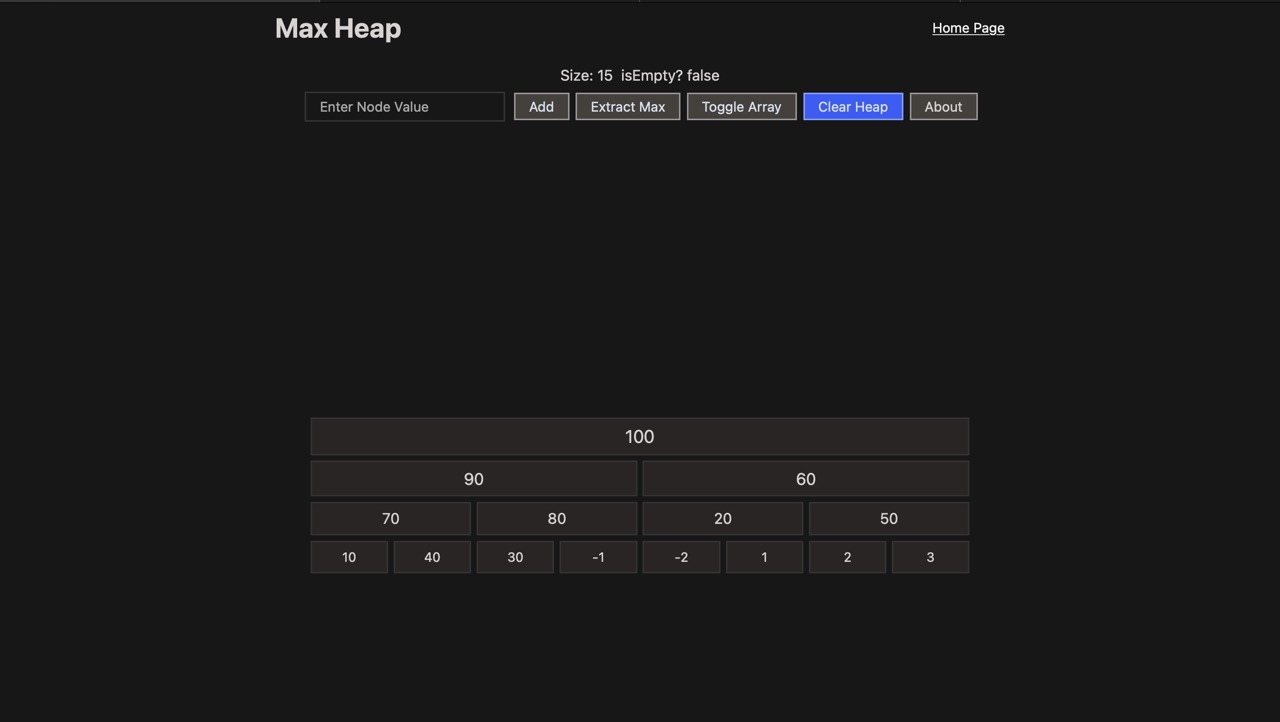 Max Heap
Home Page
Size: 15 isEmpty? false
Enter Node Value Add Extract Max Toggle Array Clear Heap About
100
90 60
70 80 20 50
10 40 30 -1 -2 1 2 3